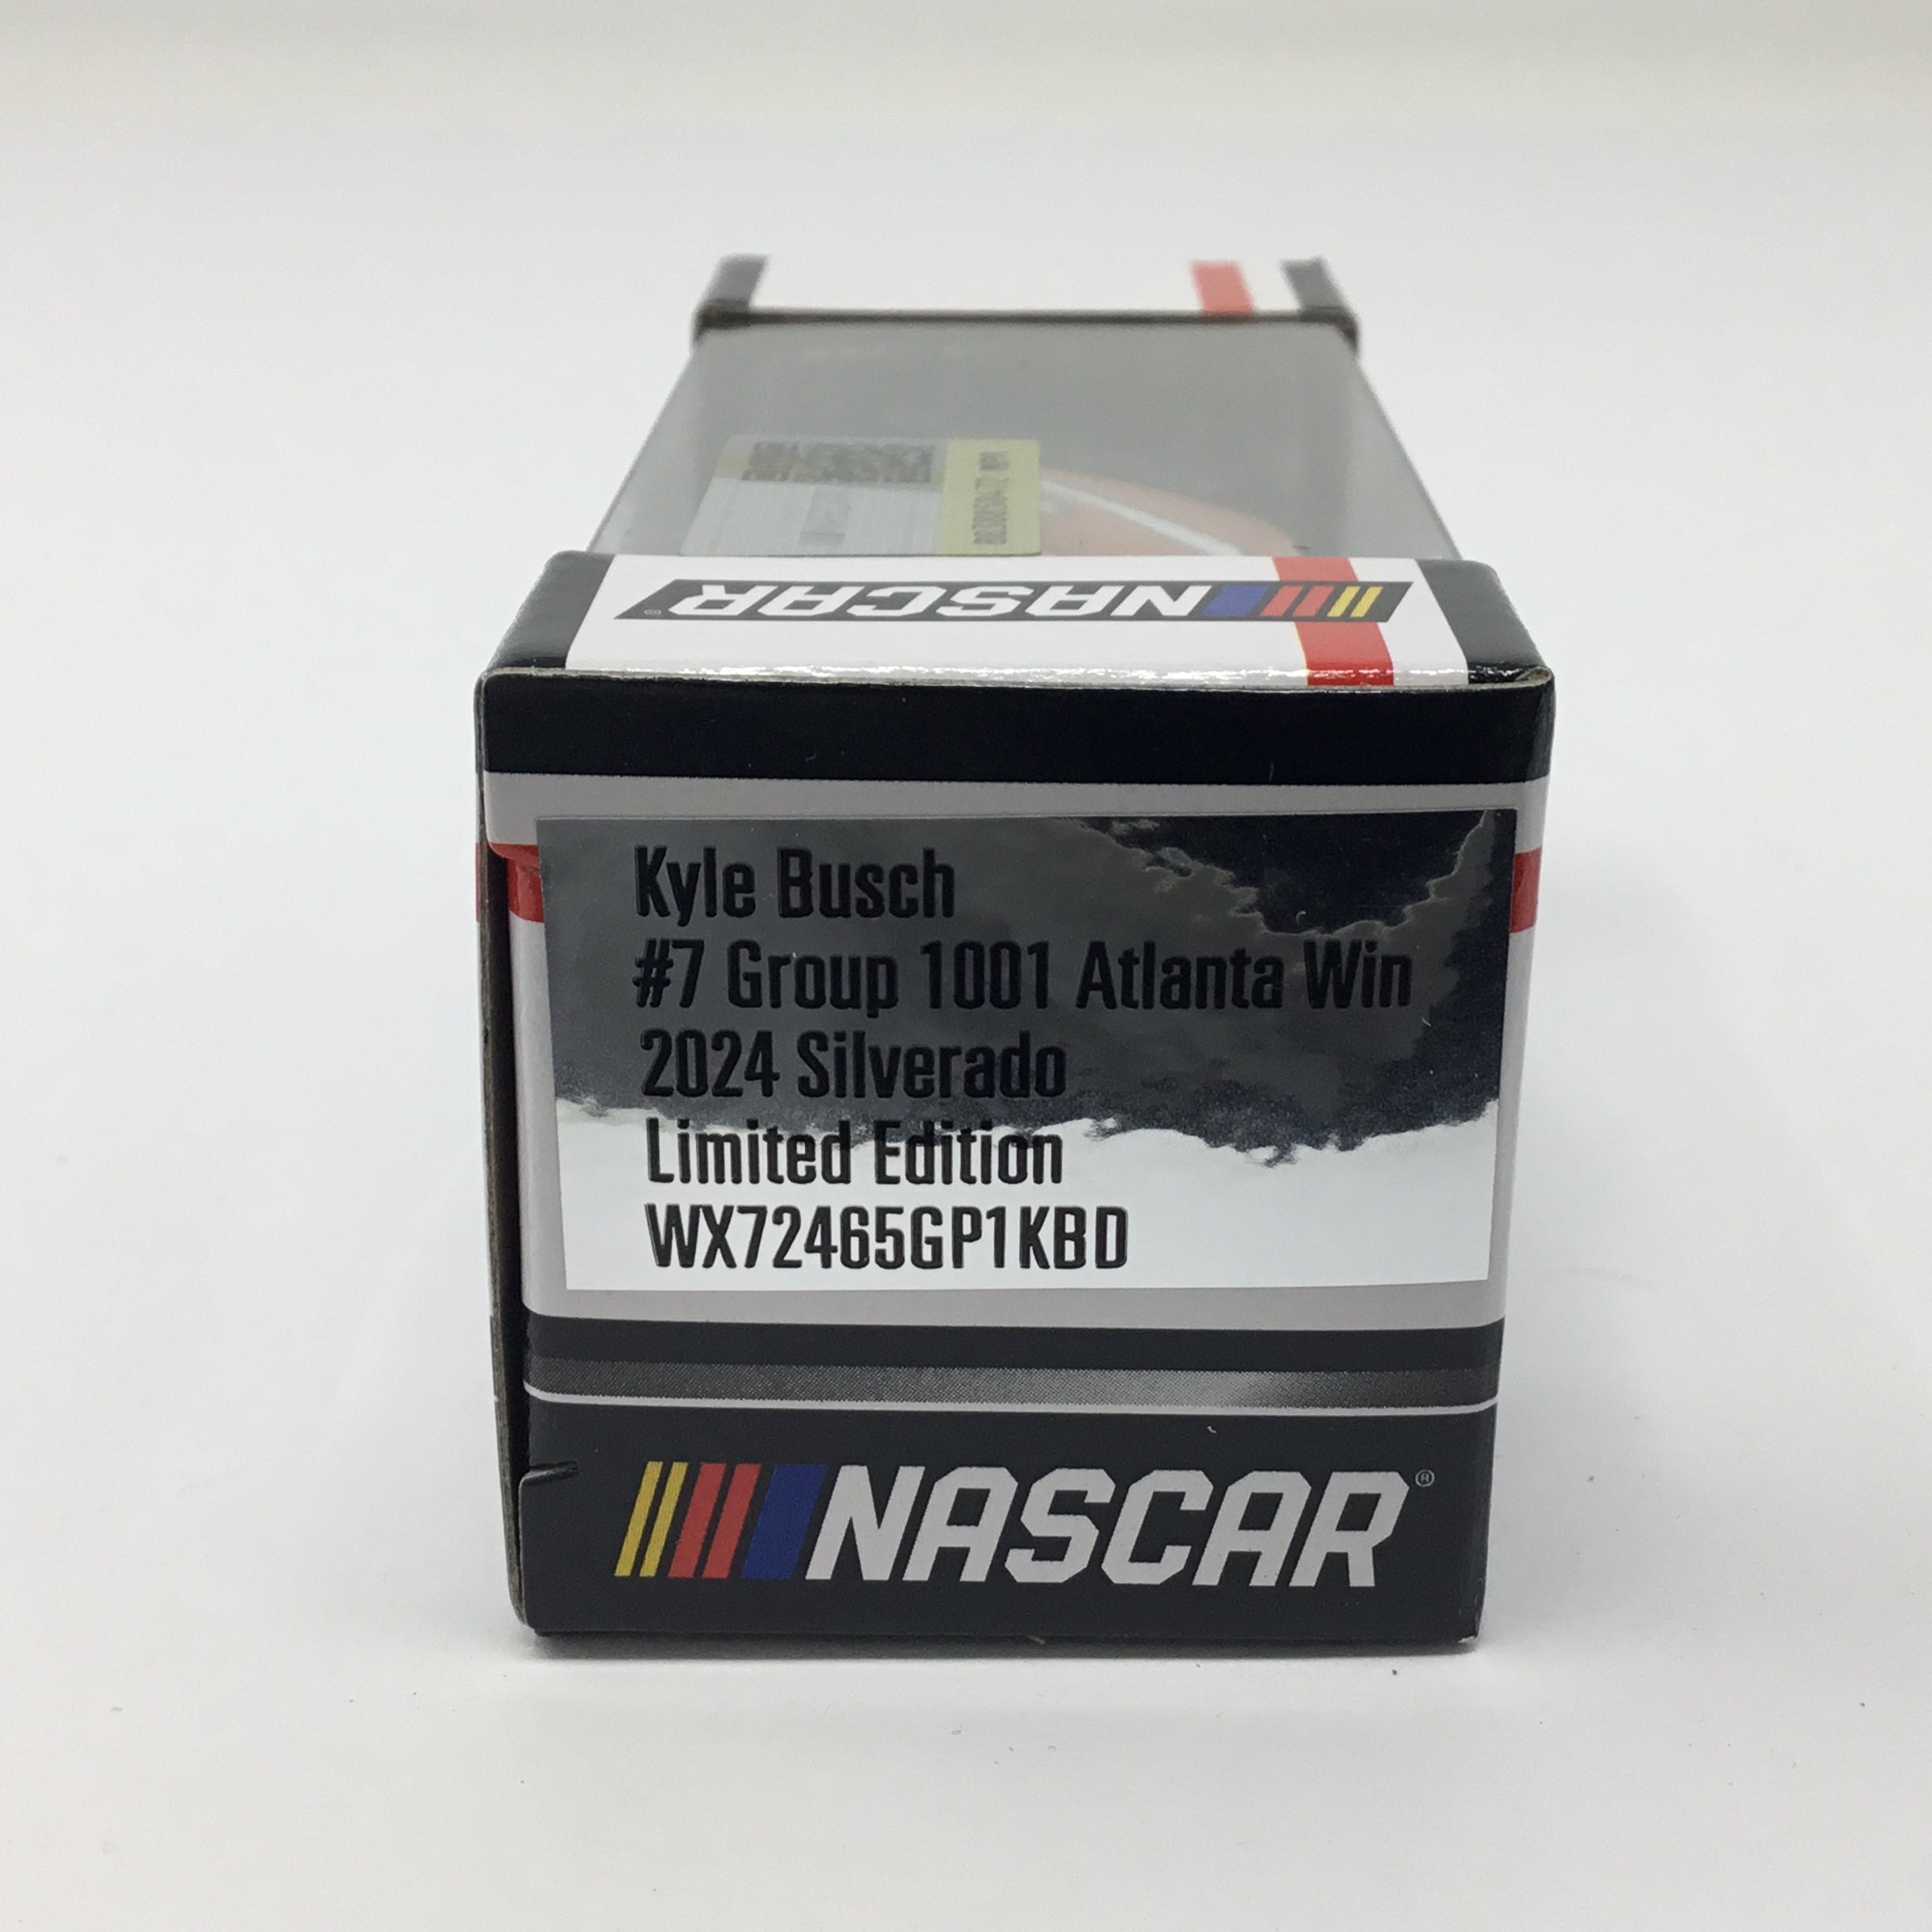 NASCAR
Kyle Busch
#7 Group 1001 Atlanta Win
2024 Silverado
Limited Edition
WX72465GP1KBD
NASCAR®